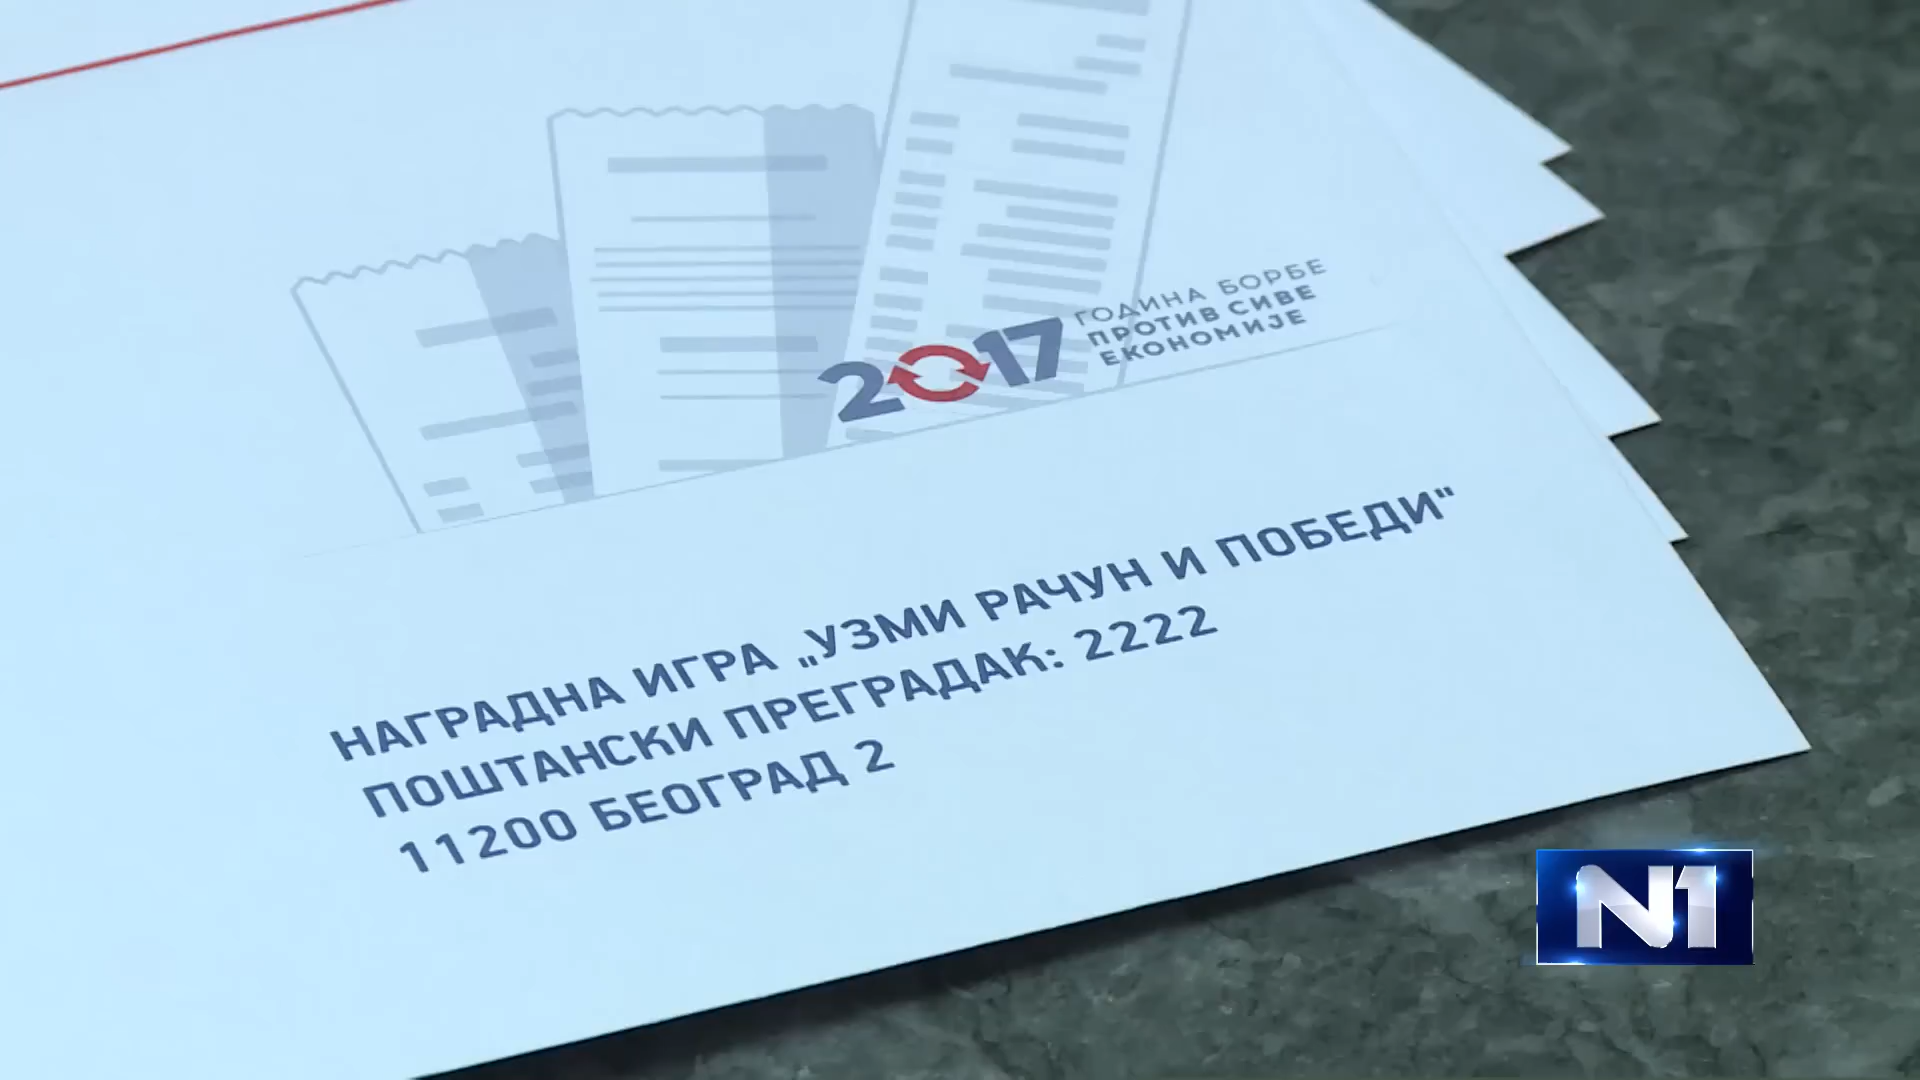 2017
ГОДИНА БОРБЕ
ПРОТИВ СИВЕ
ЕКОНОМИЈЕ
НАГРАДНА ИГРА „УЗМИ РАЧУН И ПОБЕДИ"
ПОШТАНСКИ ПРЕГРАДАК: 2222
11200 БЕОГРАД 2
N1